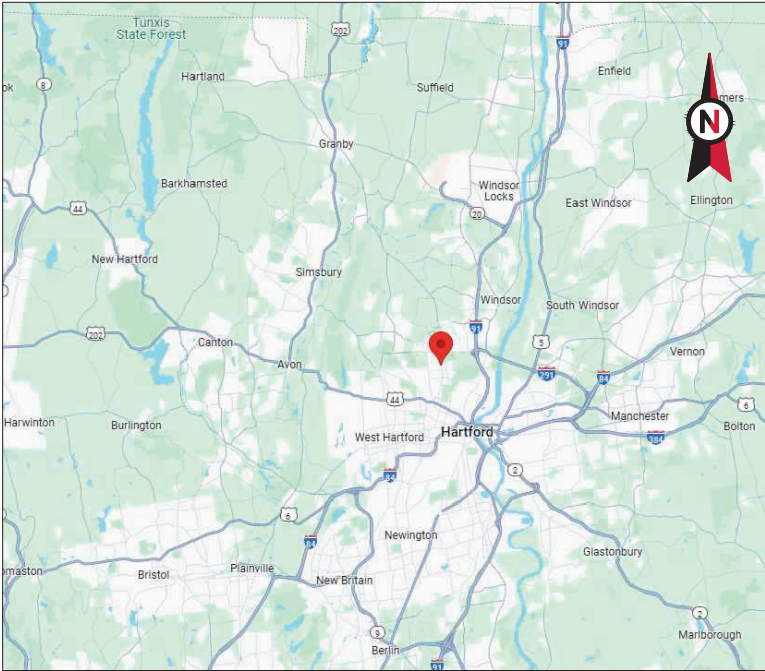 Tunxis
State Forest
202
91
Enfield
8
Hartland
Suffield
ok
mers
N
Granby
Barkhamsted
Windsor
Locks
44
20
East Windsor
Ellington
New Hartford
Simsbury
Windsor
South Windsor
91
202
Canton
5
Vernon
Avon
291
84
44
6
Harwinton
Burlington
West Hartford
Hartford
Manchester
Bolton
384
84
2
6
84
Newington
Glastonbury
omaston
Bristol
Plainville
New Britain
2
9
Marlborough
Berlin
91